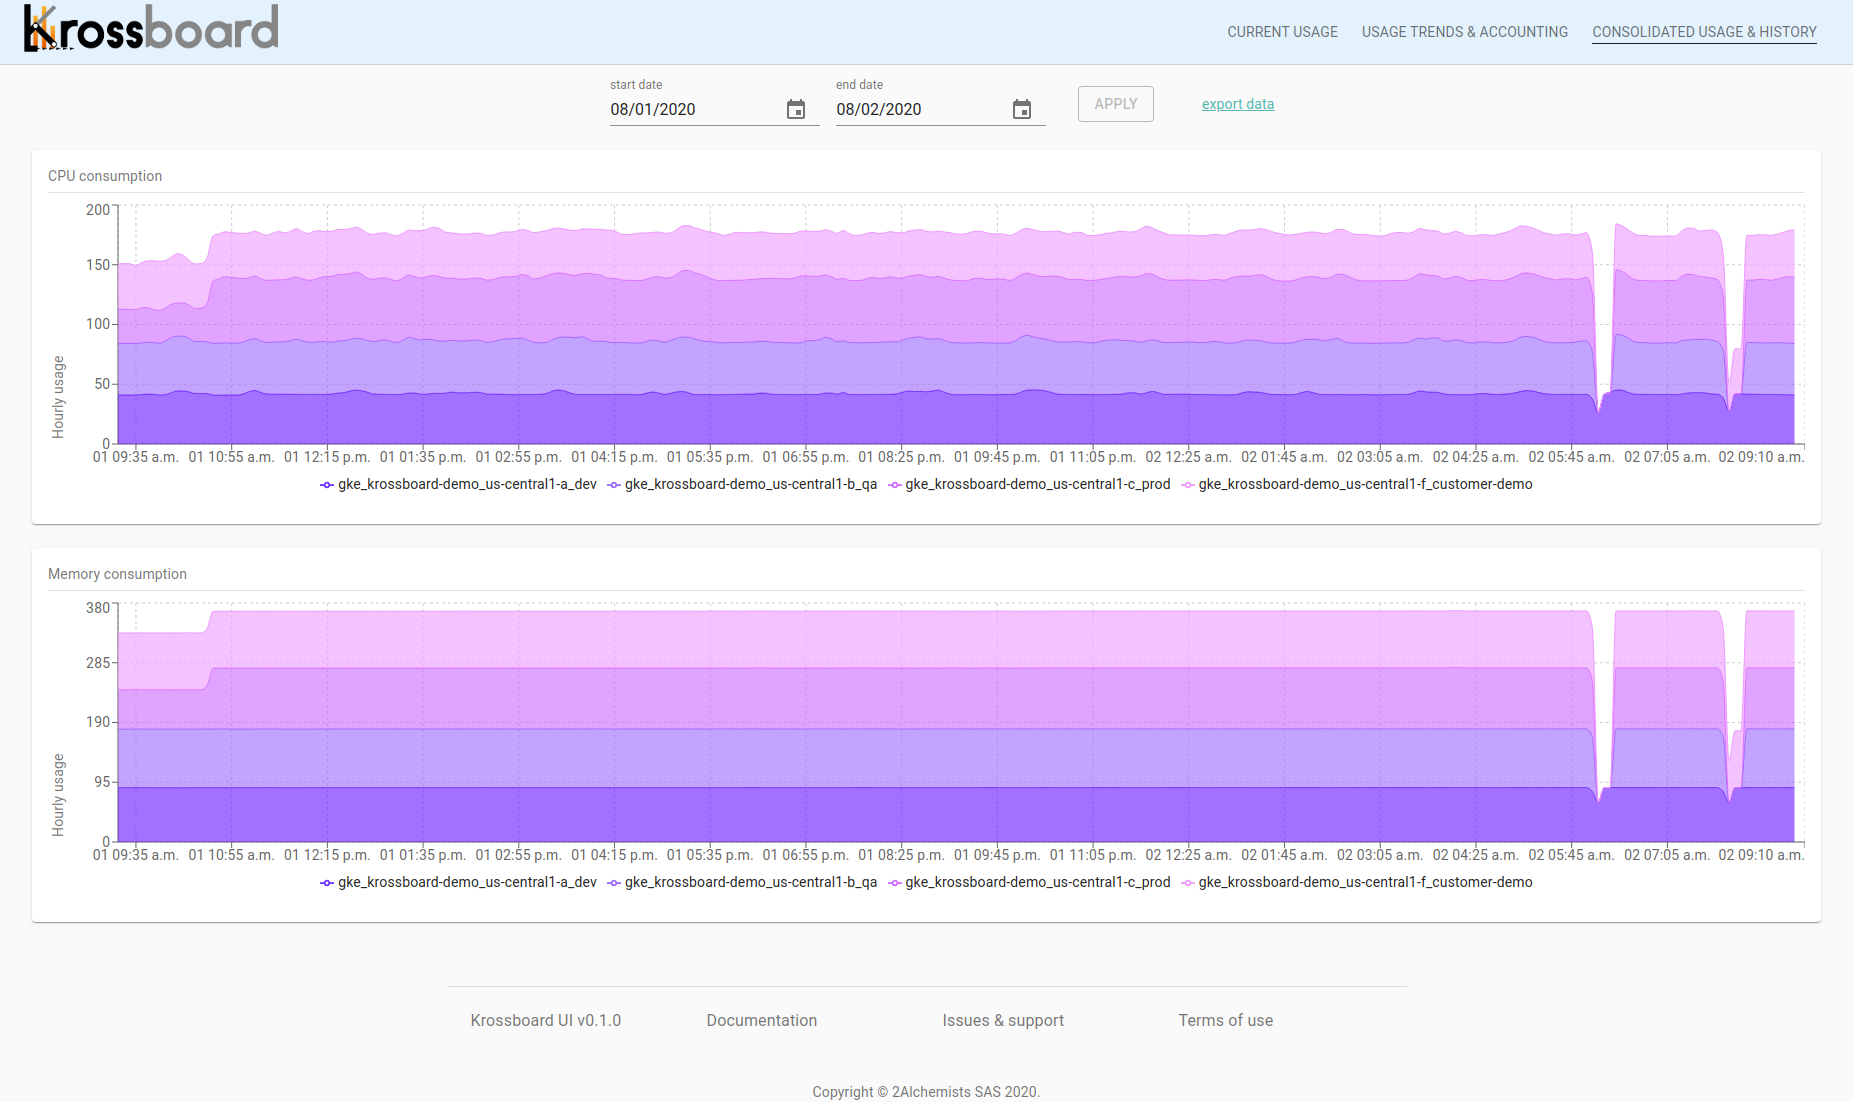 Krossboard
CURRENT USAGE USAGE TRENDS & ACCOUNTING CONSOLIDATED USAGE & HISTORY
start date end date
08/01/2020 08/02/2020 APPLY export data
CPU consumption
200
150
100
50
0
Hourly usage
01 09:35 a.m. 01 10:55 a.m. 01 12:15 p.m. 01 01:35 p.m. 01 02:55 p.m. 01 04:15 p.m. 01 05:35 p.m. 01 06:55 p.m. 01 08:25 p.m. 01 09:45 p.m. 01 11:05 p.m. 02 12:25 a.m. 02 01:45 a.m. 02 03:05 a.m. 02 04:25 a.m. 02 05:45 a.m. 02 07:05 a.m. 02 09:10 a.m.
gke_krossboard-demo_us-central1-a_dev gke_krossboard-demo_us-central1-b_qa gke_krossboard-demo_us-central1-c_prod gke_krossboard-demo_us-central1-f_customer-demo
Memory consumption
380
285
190
95
0
Hourly usage
01 09:35 a.m. 01 10:55 a.m. 01 12:15 p.m. 01 01:35 p.m. 01 02:55 p.m. 01 04:15 p.m. 01 05:35 p.m. 01 06:55 p.m. 01 08:25 p.m. 01 09:45 p.m. 01 11:05 p.m. 02 12:25 a.m. 02 01:45 a.m. 02 03:05 a.m. 02 04:25 a.m. 02 05:45 a.m. 02 07:05 a.m. 02 09:10 a.m.
gke_krossboard-demo_us-central1-a_dev gke_krossboard-demo_us-central1-b_qa gke_krossboard-demo_us-central1-c_prod gke_krossboard-demo_us-central1-f_customer-demo
Krossboard UI v0.1.0 Documentation Issues & support Terms of use
Copyright © 2Alchemists SAS 2020.